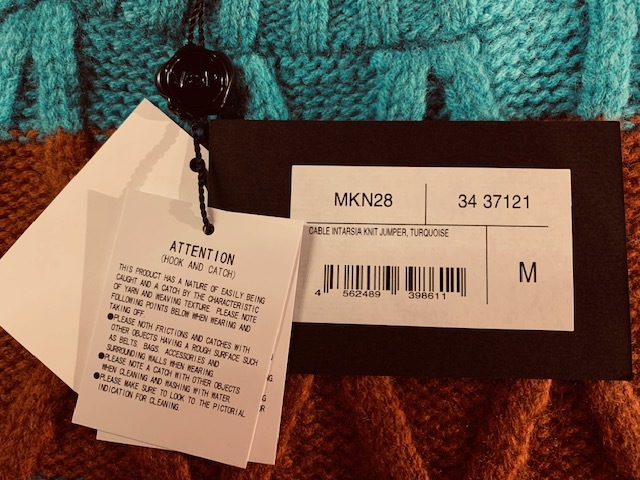 MKN28
34 37121
CABLE INTARSIA KNIT JUMPER, TURQUOISE
M
4 562489 398611
ATTENTION
(HOOK AND CATCH)
THIS PRODUCT HAS A NATURE OF EASILY BEING
CAUGHT AND A CATCH BY THE CHARACTERISTIC
OF YARN AND WEAVING TEXTURE. PLEASE NOTE
FOLLOWING POINTS BELOW WHEN WEARING AND
TAKING OFF.
●PLEASE NOTH FRICTIONS AND CATCHES WITH
OTHER OBJECTS HAVING A ROUGH SURFACE SUCH
AS BELTS, BAGS, ACCESSORIES AND
SURROUNDING WALLS WHEN WEARING.
●PLEASE NOTE A CATCH WITH OTHER OBJECTS
WHEN CLEANING AND WASHING WITH WATER.
●PLEASE MAKE SURE TO LOOK TO THE PICTORIAL
INDICATION FOR CLEANING.